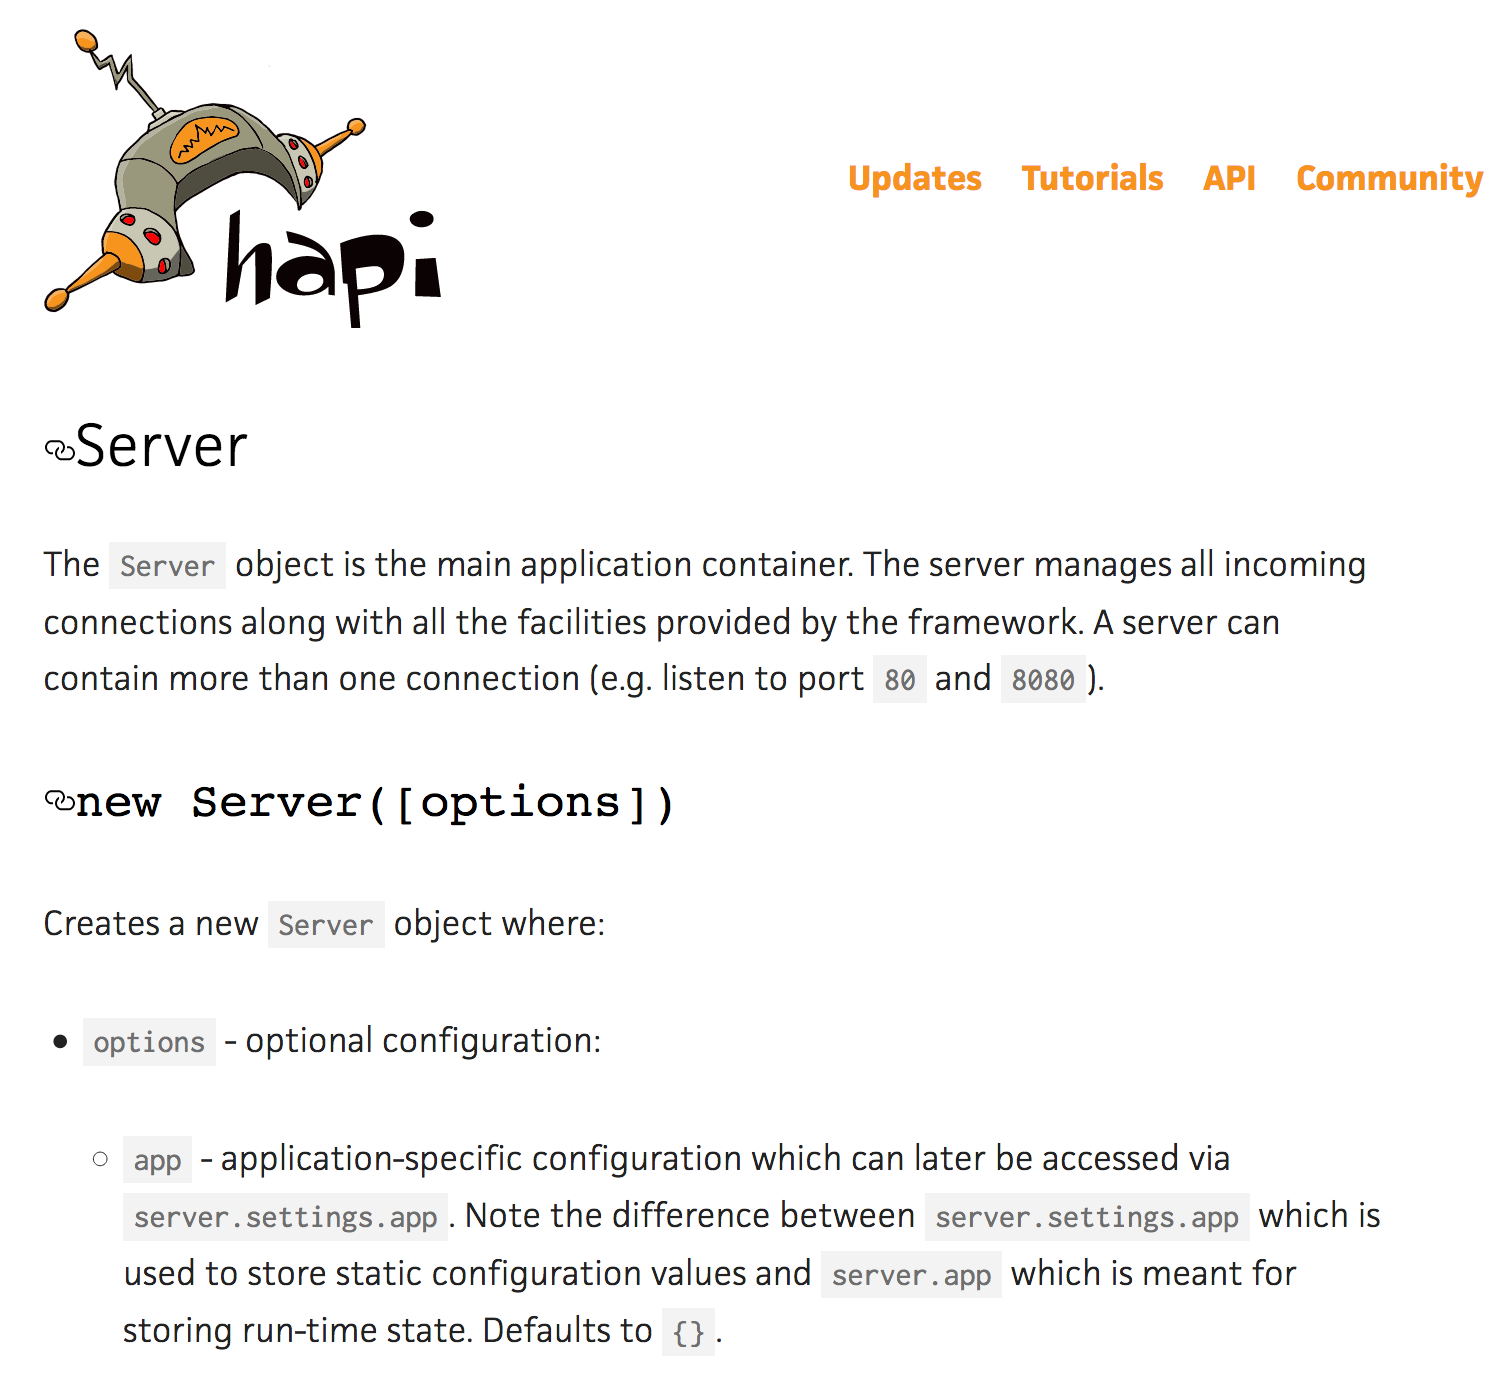 hapi
Updates Tutorials API Community
Server
The Server object is the main application container. The server manages all incoming
connections along with all the facilities provided by the framework. A server can
contain more than one connection (e.g. listen to port 80 and 8080 ).
new Server([options])
Creates a new Server object where:
options - optional configuration:
app - application-specific configuration which can later be accessed via
server.settings.app . Note the difference between server.settings.app which is
used to store static configuration values and server.app which is meant for
storing run-time state. Defaults to {} .